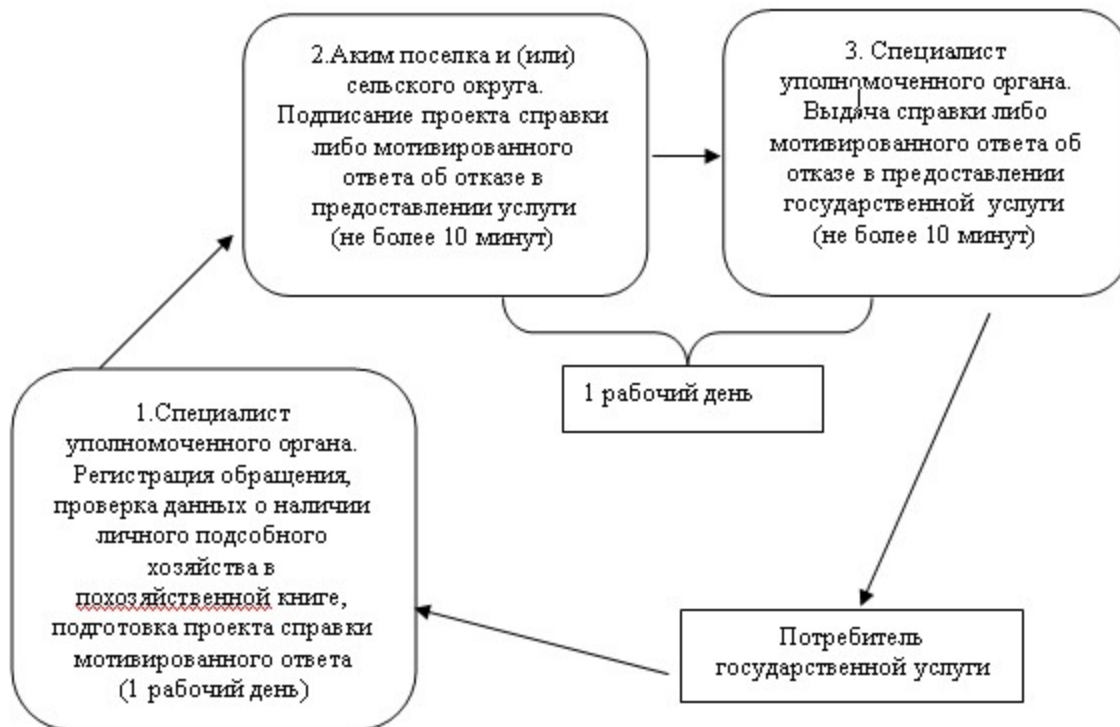 2.Аким поселка и (или)
сельского округа.
Подписание проекта справки
либо мотивированного
ответа об отказе в
предоставлении услуги
(не более 10 минут)
3. Специалист
уполномоченного органа.
Выдача справки либо
мотивированного ответа об
отказе в предоставлении
государственной услуги
(не более 10 минут)
1 рабочий день
1.Специалист
уполномоченного органа.
Регистрация обращения,
проверка данных о наличии
личного подсобного
хозяйства в
похозяйственной книге,
подготовка проекта справки
мотивированного ответа
(1 рабочий день)
Потребитель
государственной услуги